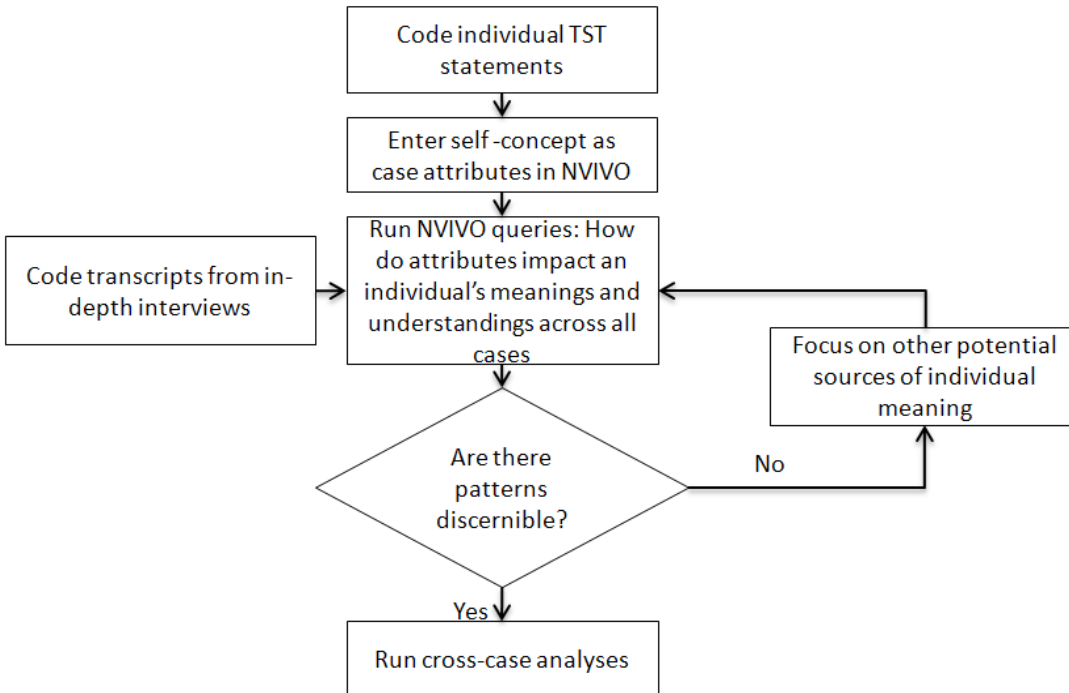 Code individual TST
statements
Enter self -concept as
case attributes in NVIVO
Run NVIVO queries: How
do attributes impact an
individual's meanings and
understandings across all
cases
Code transcripts from in-
depth interviews
Focus on other potential
sources of individual
meaning
Are there
patterns
discernible?
No
Yes
Run cross-case analyses